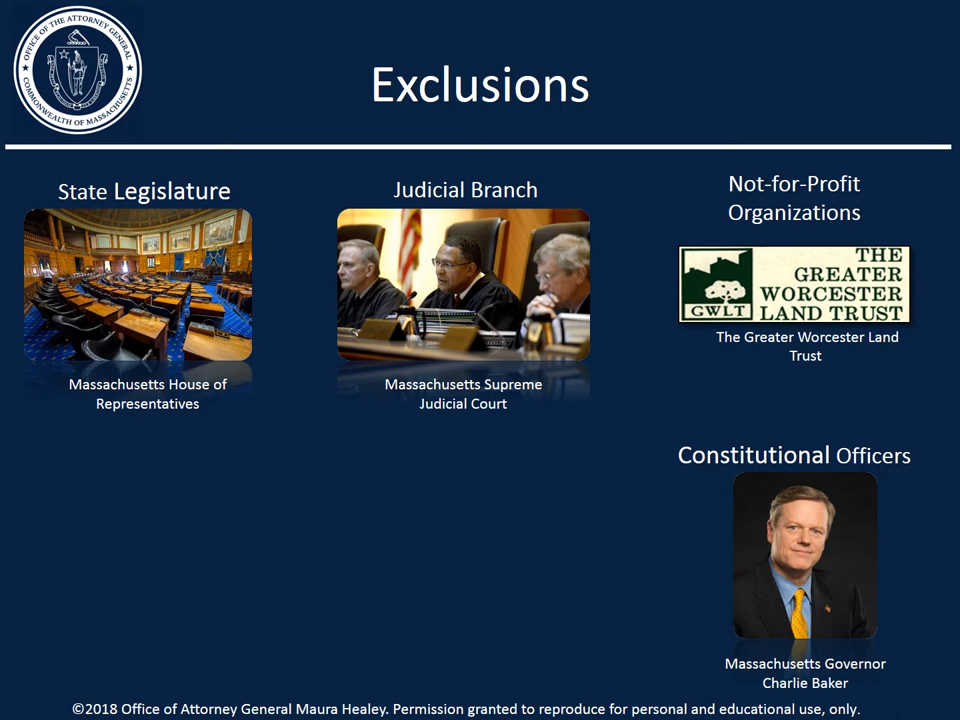 OFFICE OF THE ATTORNEY GENERAL
COMMONWEALTH OF MASSACHUSETTS
Exclusions
State Legislature
Massachusetts House of
Representatives
Judicial Branch
Massachusetts Supreme
Judicial Court
Not-for-Profit
Organizations
GWLT
THE
GREATER
WORCESTER
LAND TRUST
The Greater Worcester Land
Trust
Constitutional Officers
Massachusetts Governor
Charlie Baker
©2018 Office of Attorney General Maura Healey. Permission granted to reproduce for personal and educational use, only.